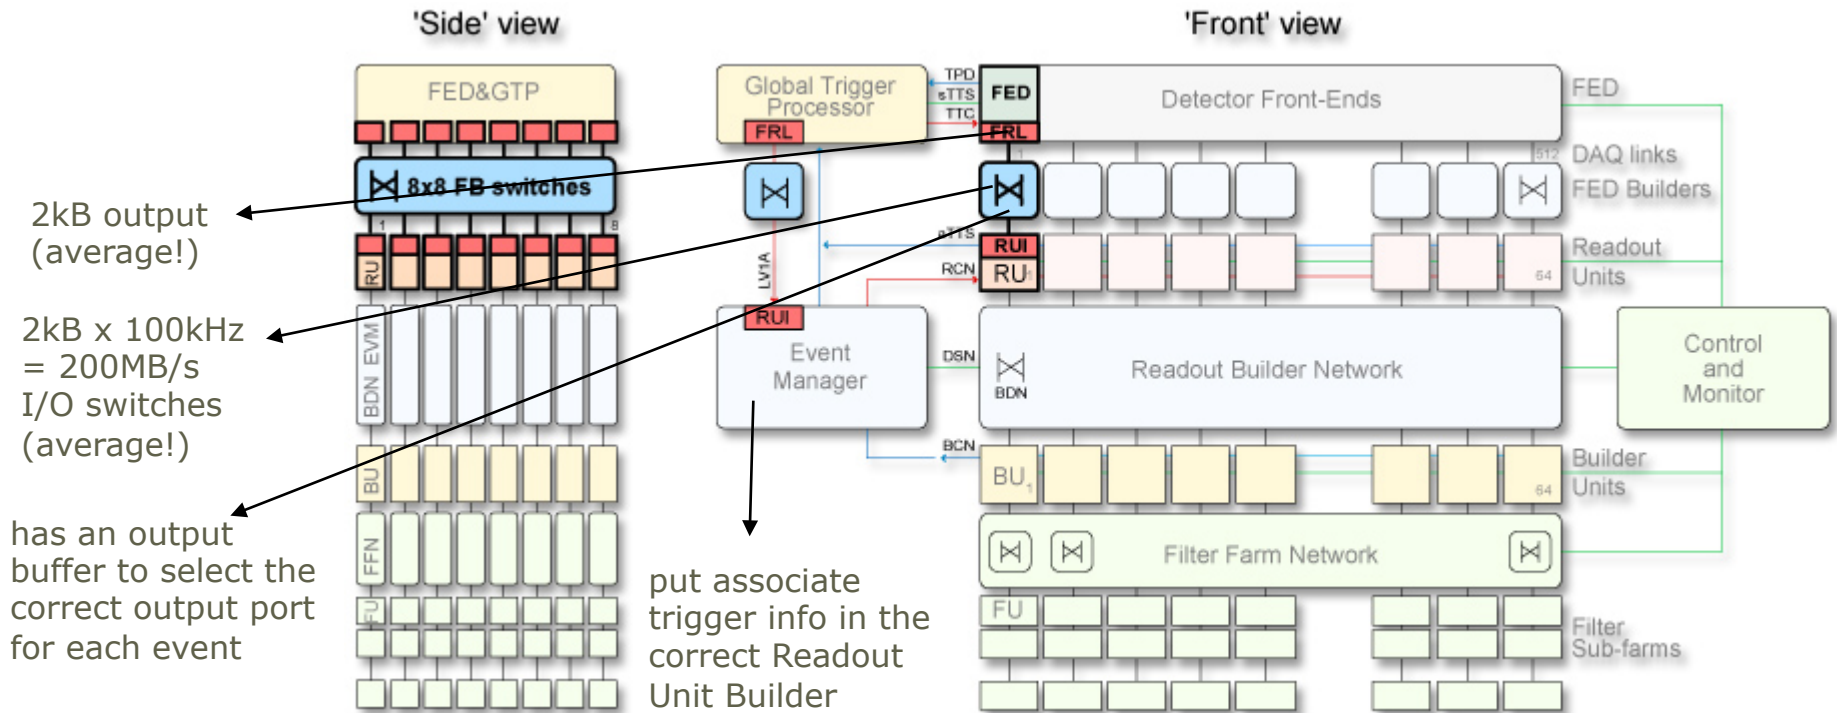 'Side' view
'Front' view
FED&GTP
8x8 FB switches
1
8
RU
BDN EVM
BU
FFN
FU
2kB output
(average!)
2kB x 100kHz
= 200MB/s
I/O switches
(average!)
has an output
buffer to select the
correct output port
for each event
Global Trigger
Processor
FRL
TPD
sTTS
TTC
FED
FRL
Detector Front-Ends
FED
1
512
DAQ links
FED Builders
LV1A
aTTS
RCN
RUI
RU
1
64
Readout
Units
RUI
Event
Manager
DSN
BDN
Readout Builder Network
Control
and
Monitor
BCN
BU
1
64
Builder
Units
Filter Farm Network
FU
Filter
Sub-farms
put associate
trigger info in the
correct Readout
Unit Builder